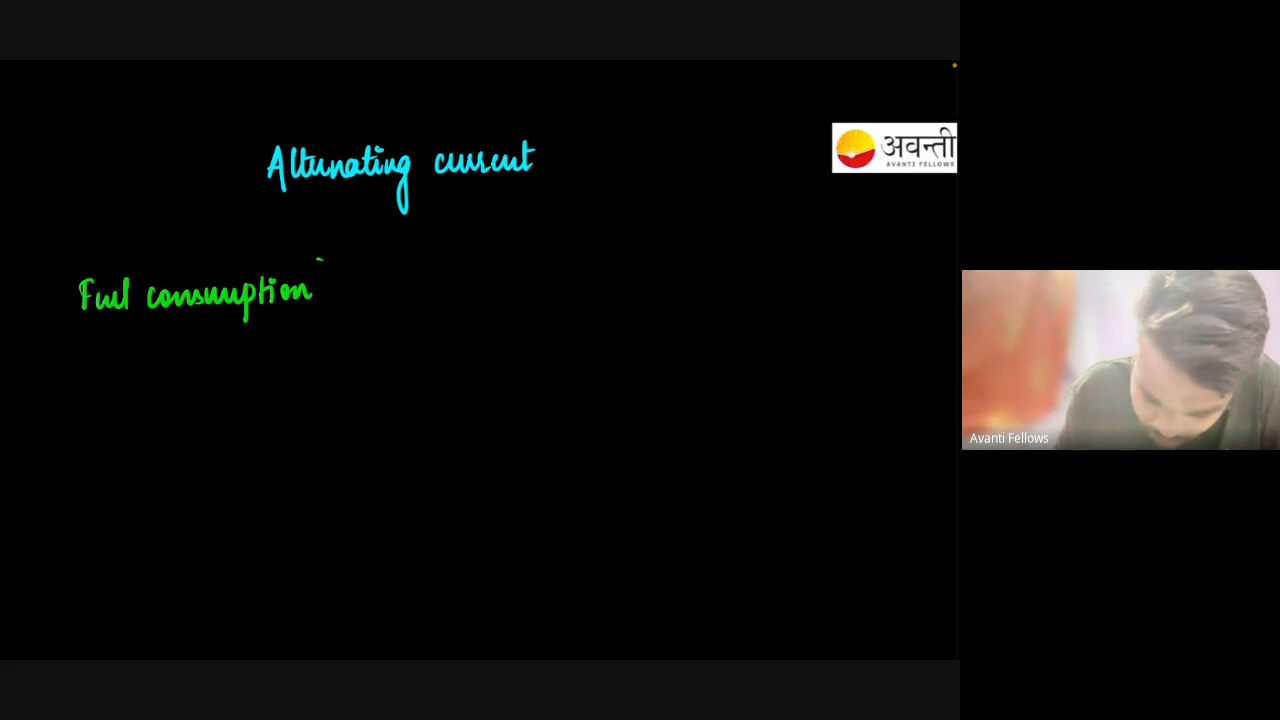 Alternating current
अवन्ती
AVANTI FELLOWS
Fuel consumption
Avanti Fellows